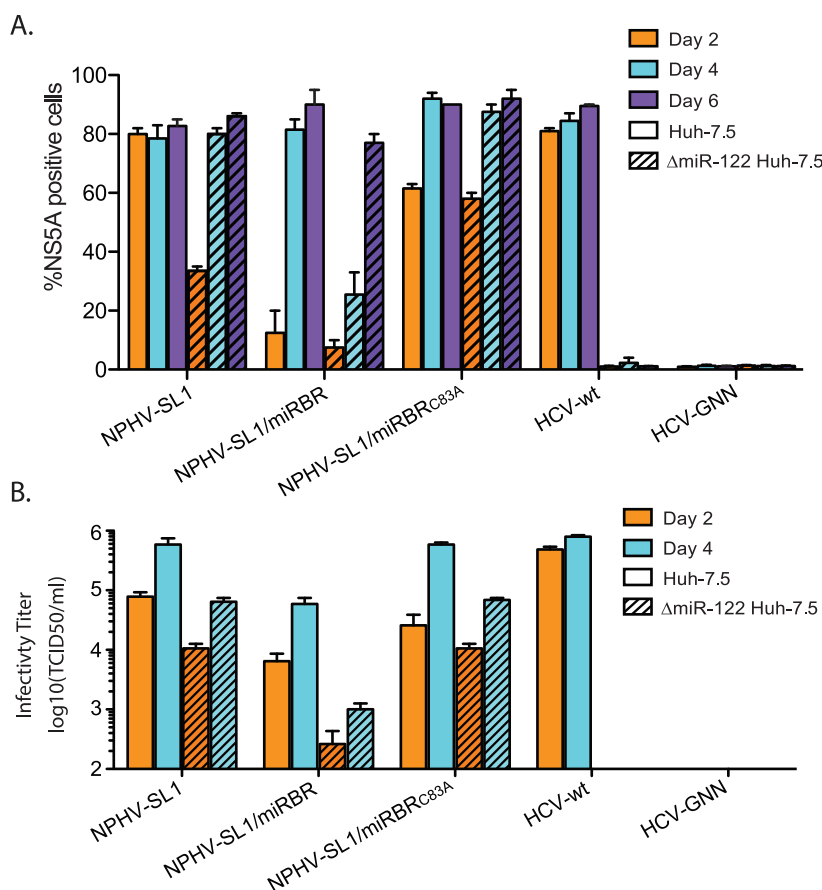 A.
Day 2
Day 4
Day 6
Huh-7.5
ΔmiR-122 Huh-7.5
%NS5A positive cells
100
80
60
40
20
0
NPHV-SL1
NPHV-SL1/miRBR
NPHV-SL1/miRBRC83A
HCV-wt
HCV-GNN
B.
Day 2
Day 4
Huh-7.5
ΔmiR-122 Huh-7.5
Infectivty Titer
log10(TCID50/ml)
6
5
4
3
2
NPHV-SL1
NPHV-SL1/miRBR
NPHV-SL1/miRBRC83A
HCV-wt
HCV-GNN